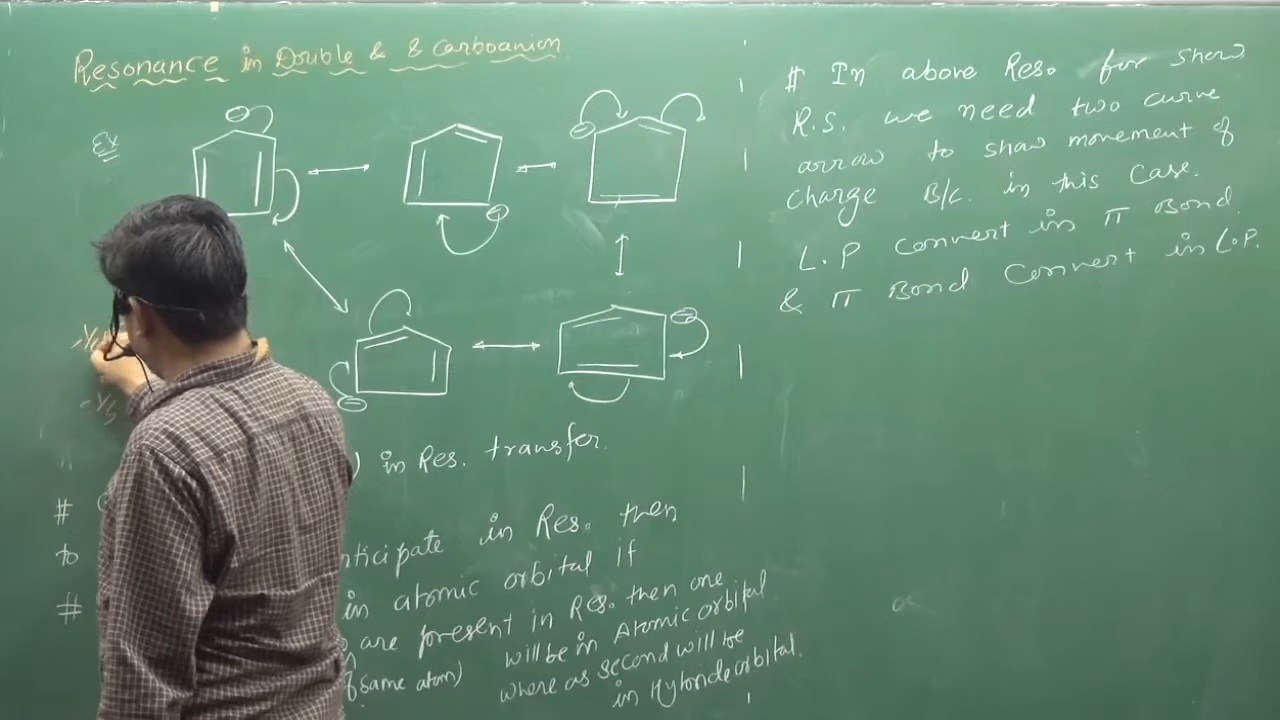 Resonance in Double & 8 Carboanion
Ex
⊖
⊖
⊖
⊖
⊖
) in Res. transfer.
#
to
in Res. then
in atomic orbital if
#
are present in Res. then one
same atom) will be in Atomic orbital
where as second will be
in Hybride orbital.
# In above Reso for show
R.S. we need two curve
arrow to show movement of
charge B/c. in this Case.
L.P convert in π Bond.
& π Bond Convert in L.P.